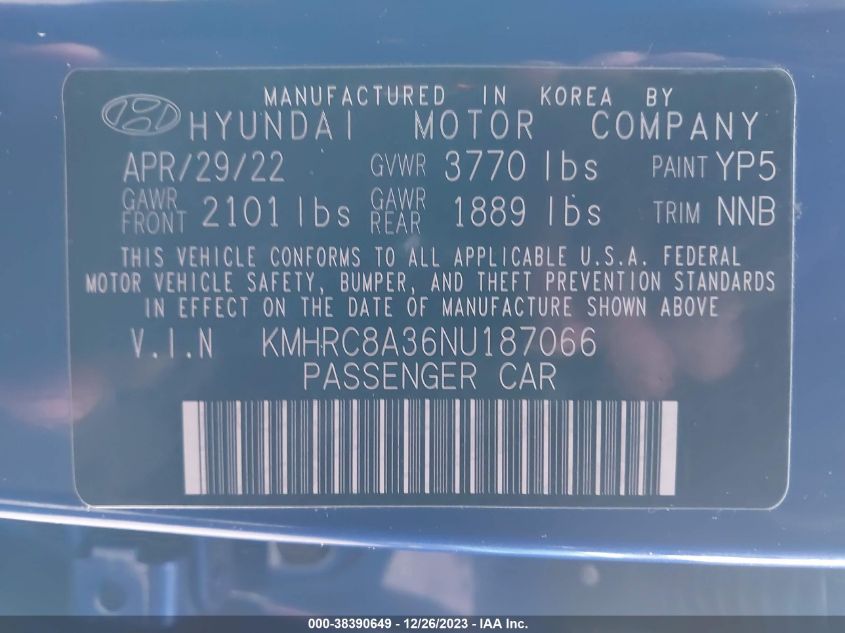 MANUFACTURED IN KOREA BY
HYUNDAI MOTOR COMPANY
APR/29/22 GVWR 3770 lbs PAINT YP5
GAWR FRONT 2101 lbs GAWR REAR 1889 lbs TRIM NNB
THIS VEHICLE CONFORMS TO ALL APPLICABLE U.S.A. FEDERAL
MOTOR VEHICLE SAFETY, BUMPER, AND THEFT PREVENTION STANDARDS
IN EFFECT ON THE DATE OF MANUFACTURE SHOWN ABOVE
V.I.N KMHRC8A36NU187066
PASSENGER CAR
000-38390649 - 12/26/2023 - IAA Inc.